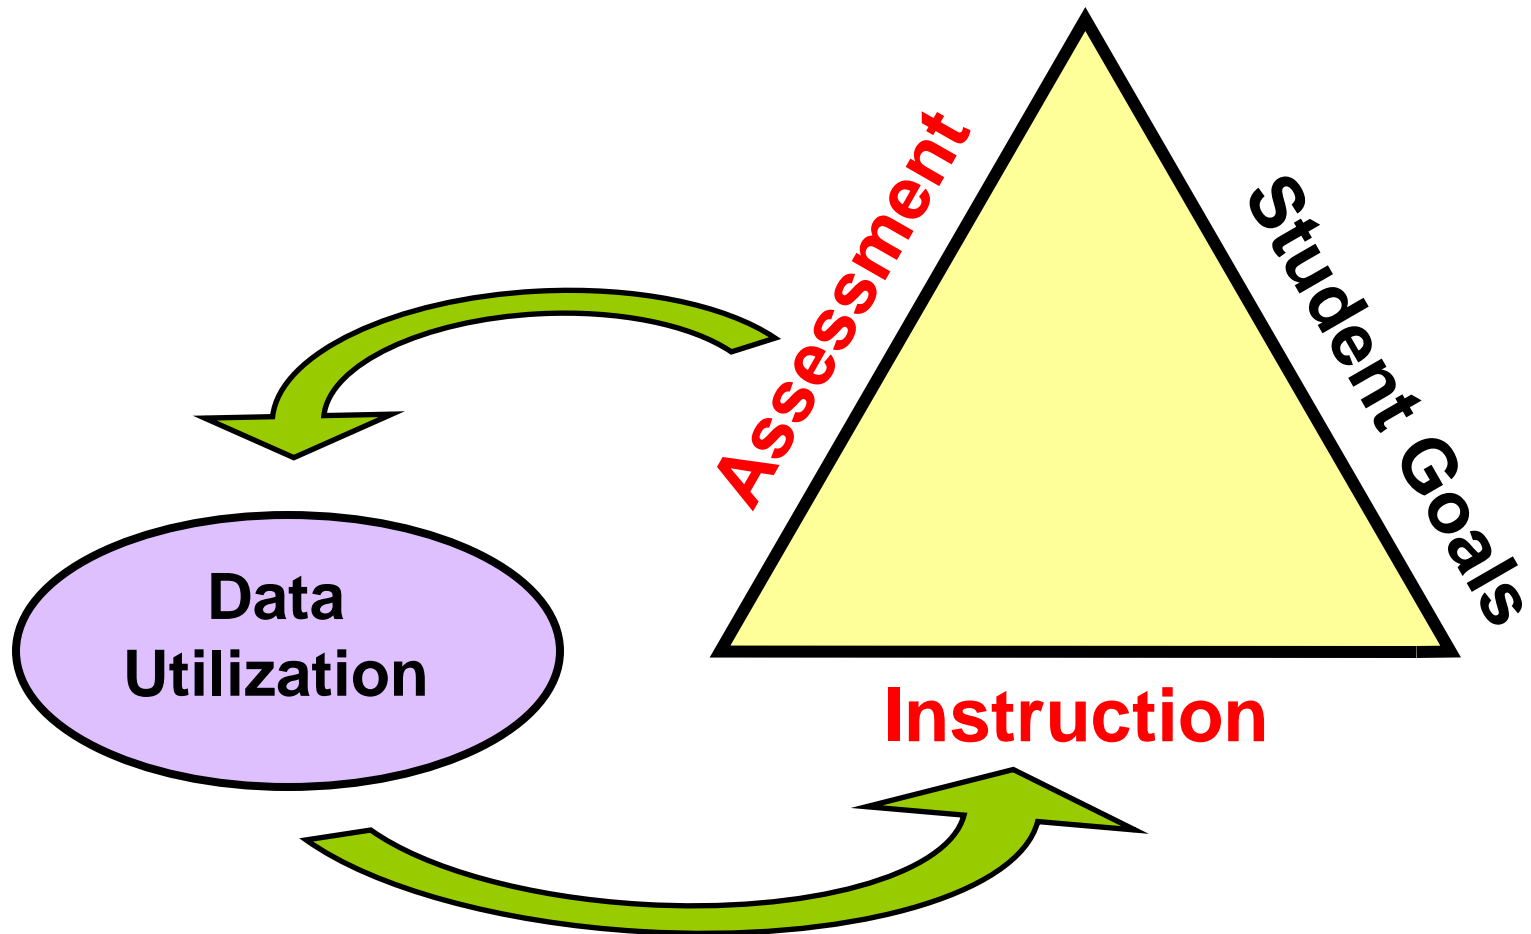 Assessment
Student Goals
Data
Utilization
Instruction